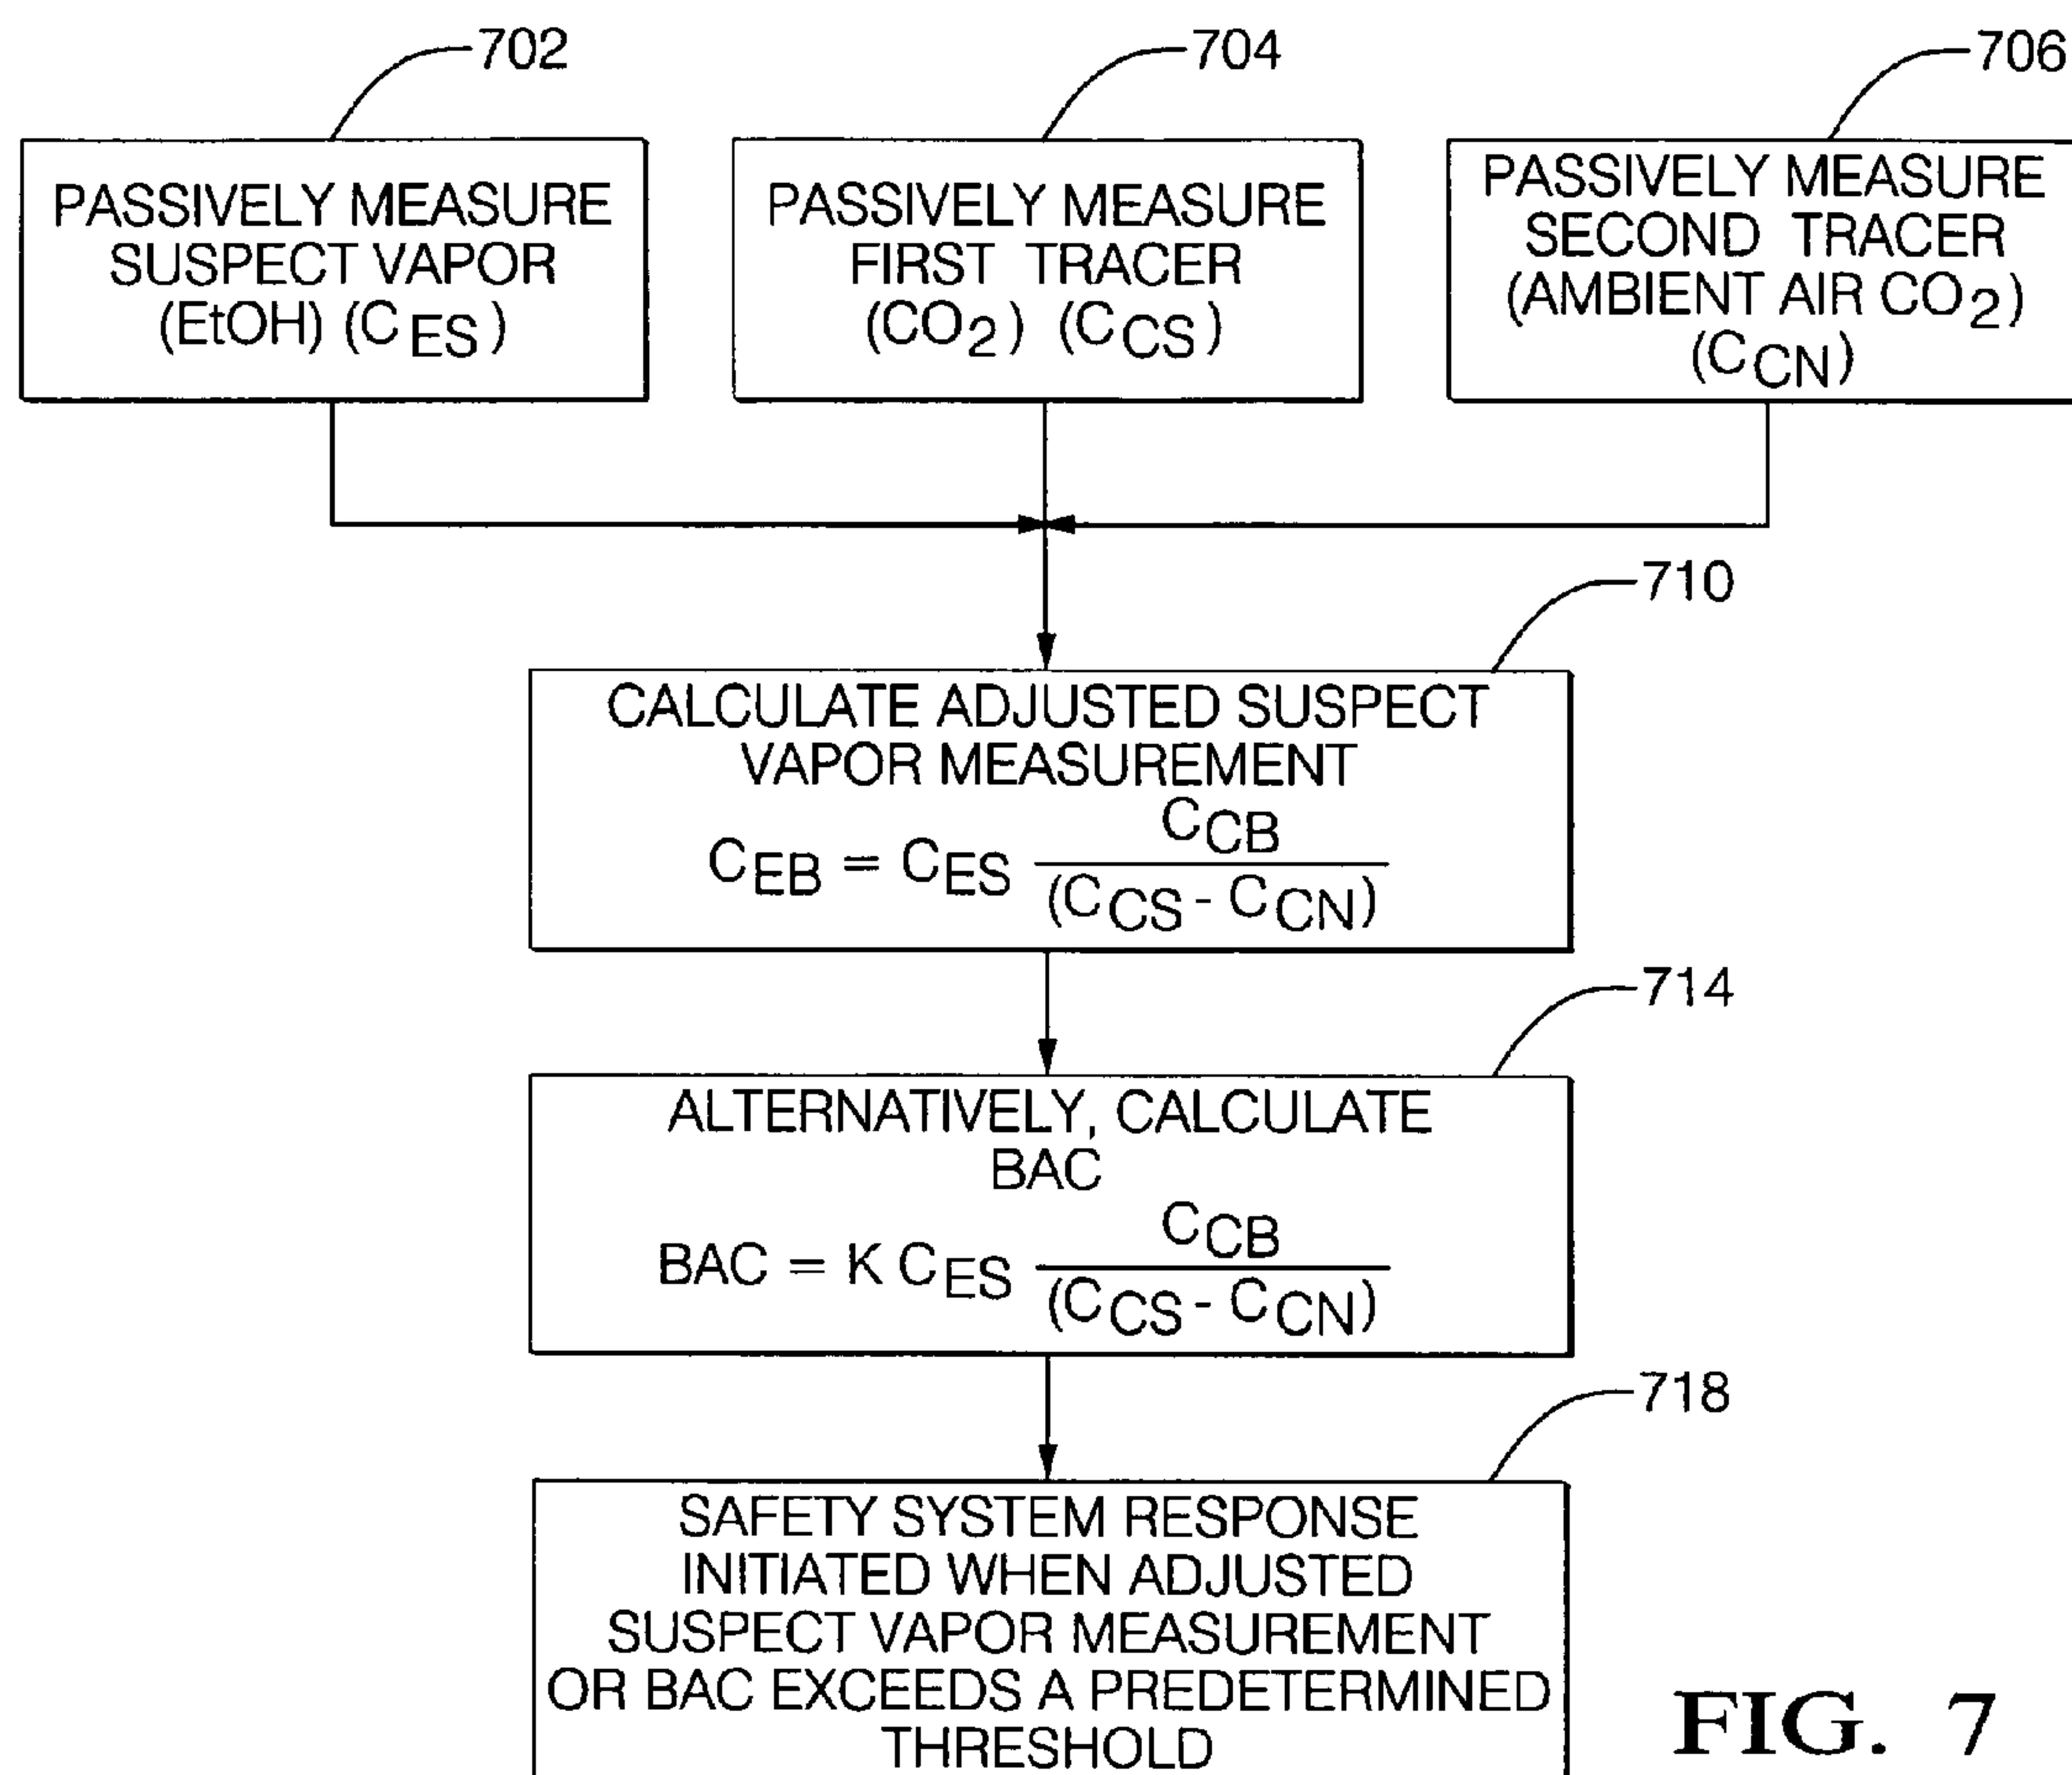 702
704
706
PASSIVELY MEASURE
SUSPECT VAPOR
(EtOH) (CES)
PASSIVELY MEASURE
FIRST TRACER
(CO2) (CCS)
PASSIVELY MEASURE
SECOND TRACER
(AMBIENT AIR CO2)
(CCN)
710
CALCULATE ADJUSTED SUSPECT
VAPOR MEASUREMENT
CEB = CES CCB / (CCS - CCN)
714
ALTERNATIVELY, CALCULATE
BAC
BAC = K CES CCB / (CCS - CCN)
718
SAFETY SYSTEM RESPONSE
INITIATED WHEN ADJUSTED
SUSPECT VAPOR MEASUREMENT
OR BAC EXCEEDS A PREDETERMINED
THRESHOLD
FIG. 7